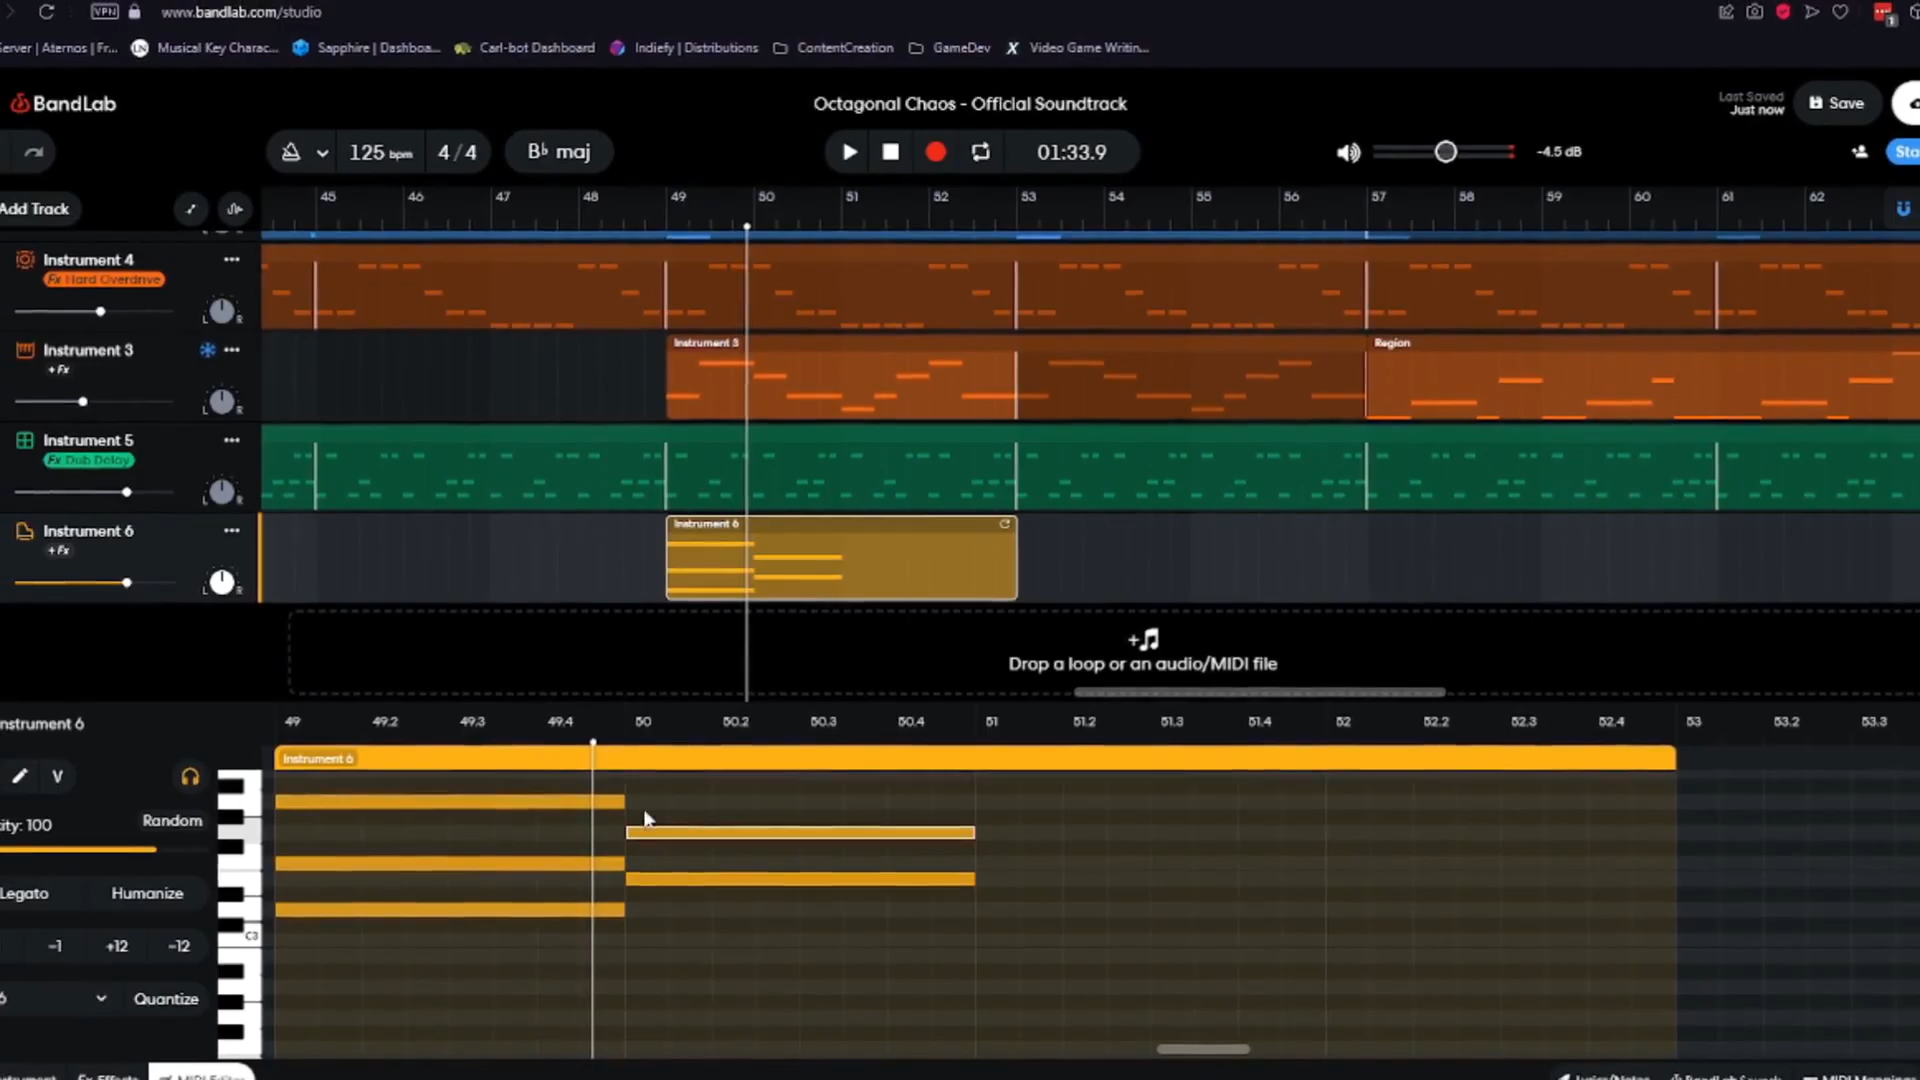 VPN
www.bandlab.com/studio
erver | Aternos | Fr...
Musical Key Charac...
Sapphire | Dashboa...
Carl-bot Dashboard
Indiefy | Distributions
ContentCreation
GameDev
Video Game Writin...
BandLab
Octagonal Chaos - Official Soundtrack
Last Saved
Just now
Save
125 bpm
4/4
B♭ maj
01:33.9
-4.5 dB
Add Track
45 46 47 48 49 50 51 52 53 54 55 56 57 58 59 60 61 62
Instrument 4
Fx Hard Overdrive
L R
Instrument 3
+ Fx
L R
Instrument 3
Region
Instrument 5
Fx Dub Delay
L R
Instrument 6
+ Fx
L R
Instrument 6
Drop a loop or an audio/MIDI file
nstrument 6
49 49.2 49.3 49.4 50 50.2 50.3 50.4 51 51.2 51.3 51.4 52 52.2 52.3 52.4 53 53.2 53.3
Instrument 6
V
ity: 100
Random
Legato
Humanize
C3
-1
+12
-12
6
Quantize